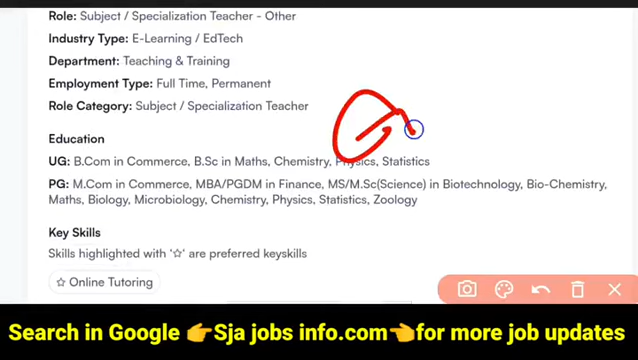 Role: Subject / Specialization Teacher - Other
Industry Type: E-Learning / EdTech
Department: Teaching & Training
Employment Type: Full Time, Permanent
Role Category: Subject / Specialization Teacher
Education
UG: B.Com in Commerce, B.Sc in Maths, Chemistry, Physics, Statistics
PG: M.Com in Commerce, MBA/PGDM in Finance, MS/M.Sc(Science) in Biotechnology, Bio-Chemistry,
Maths, Biology, Microbiology, Chemistry, Physics, Statistics, Zoology
Key Skills
Skills highlighted with ‘☆‘ are preferred keyskills
☆ Online Tutoring
Search in Google 👉Sja jobs info.com👈for more job updates